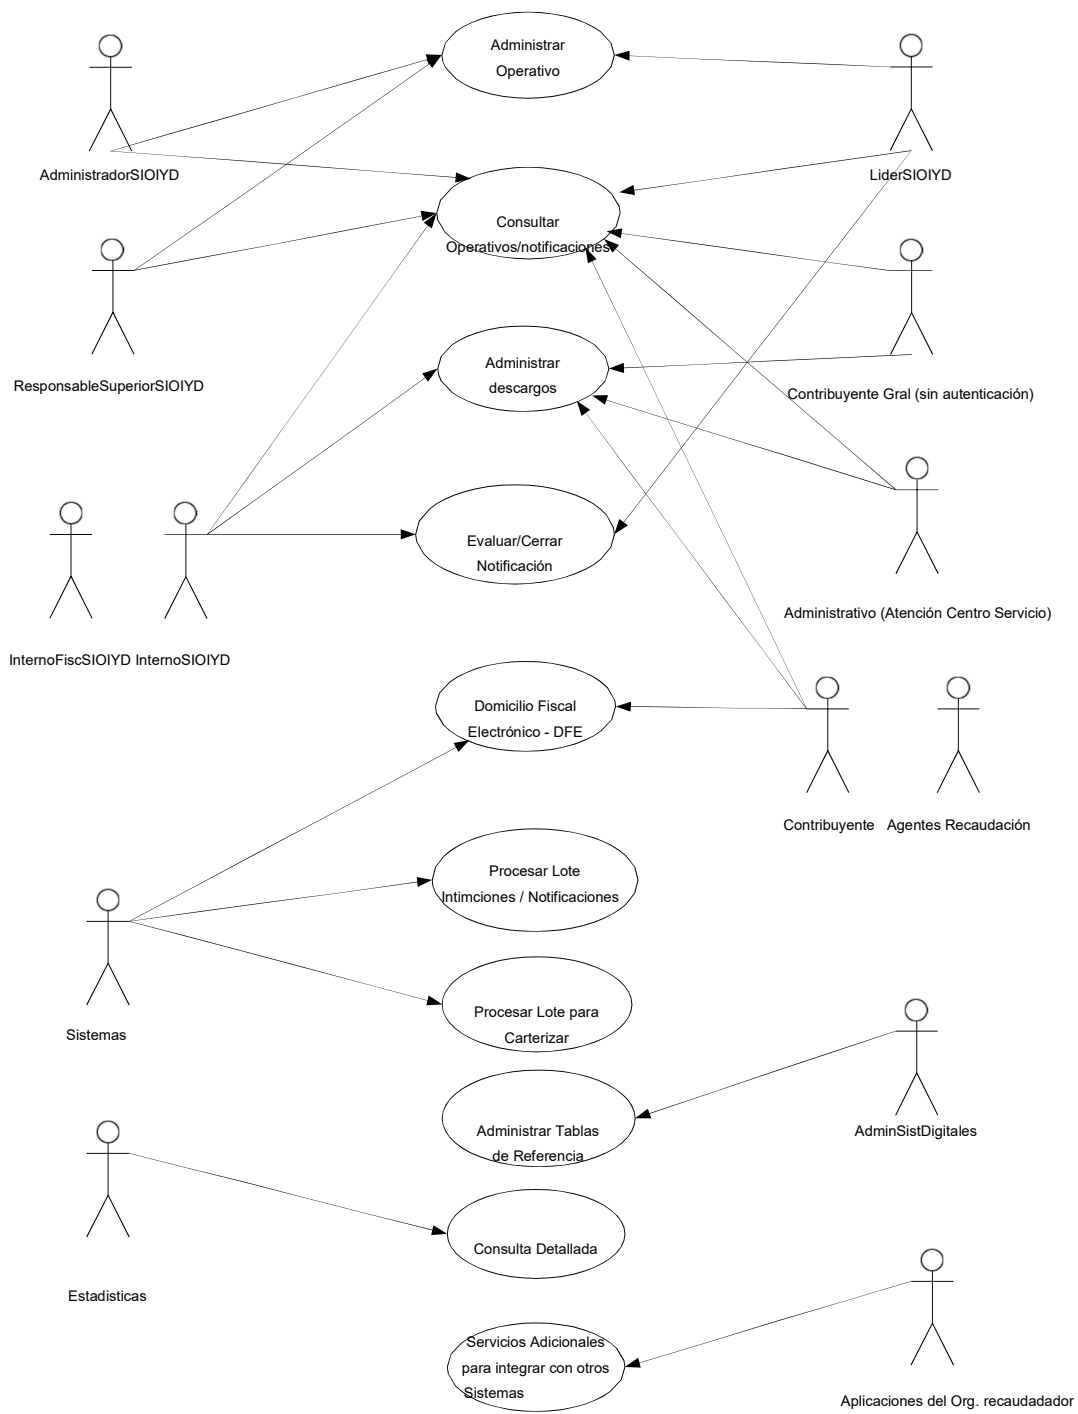 Administrar
Operativo
AdministradorSIOIYD
LiderSIOIYD
Consultar
Operativos/notificaciones
ResponsableSuperiorSIOIYD
Administrar
descargos
Contribuyente Gral (sin autenticación)
Evaluar/Cerrar
Notificación
Administrativo (Atención Centro Servicio)
InternoFiscSIOIYD InternoSIOIYD
Domicilio Fiscal
Electrónico - DFE
Contribuyente Agentes Recaudación
Procesar Lote
Intimciones / Notificaciones
Procesar Lote para
Carterizar
Sistemas
Administrar Tablas
de Referencia
AdminSistDigitales
Consulta Detallada
Estadisticas
Servicios Adicionales
para integrar con otros
Sistemas
Aplicaciones del Org. recaudadador